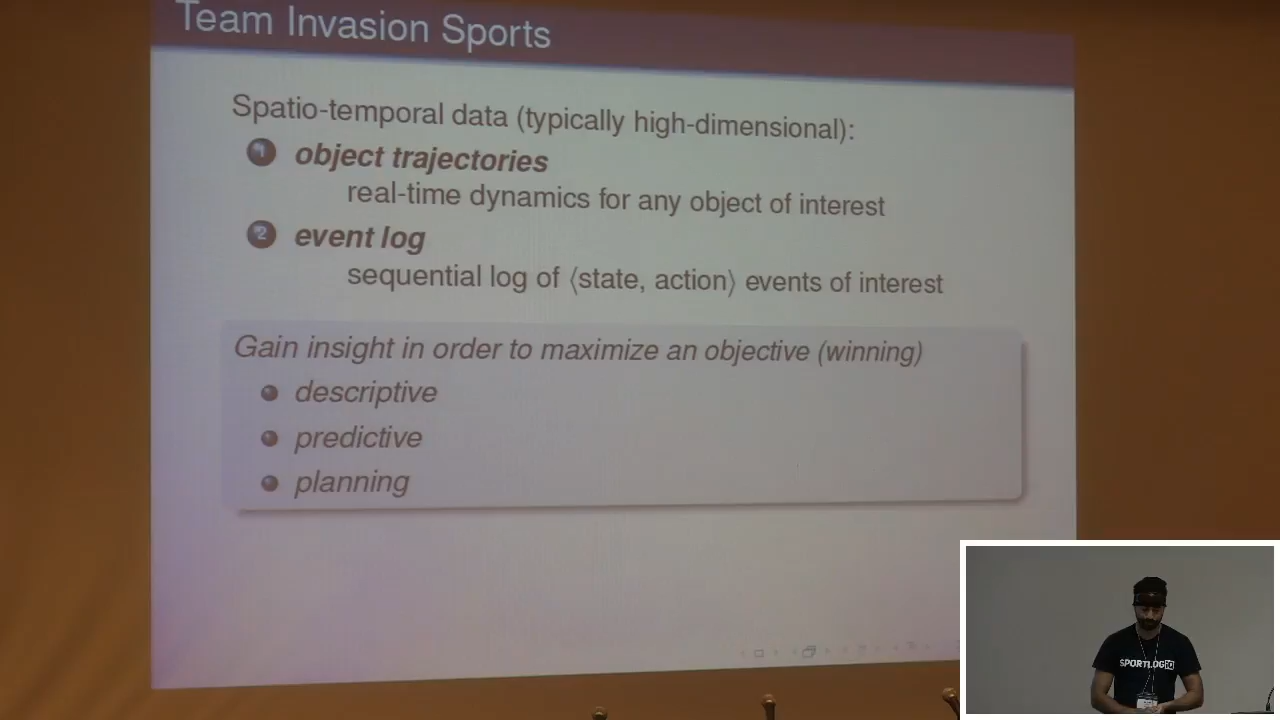 Team Invasion Sports
Spatio-temporal data (typically high-dimensional):
1 object trajectories
real-time dynamics for any object of interest
2 event log
sequential log of ⟨state, action⟩ events of interest
Gain insight in order to maximize an objective (winning)
descriptive
predictive
planning
SPORTLOGIQ